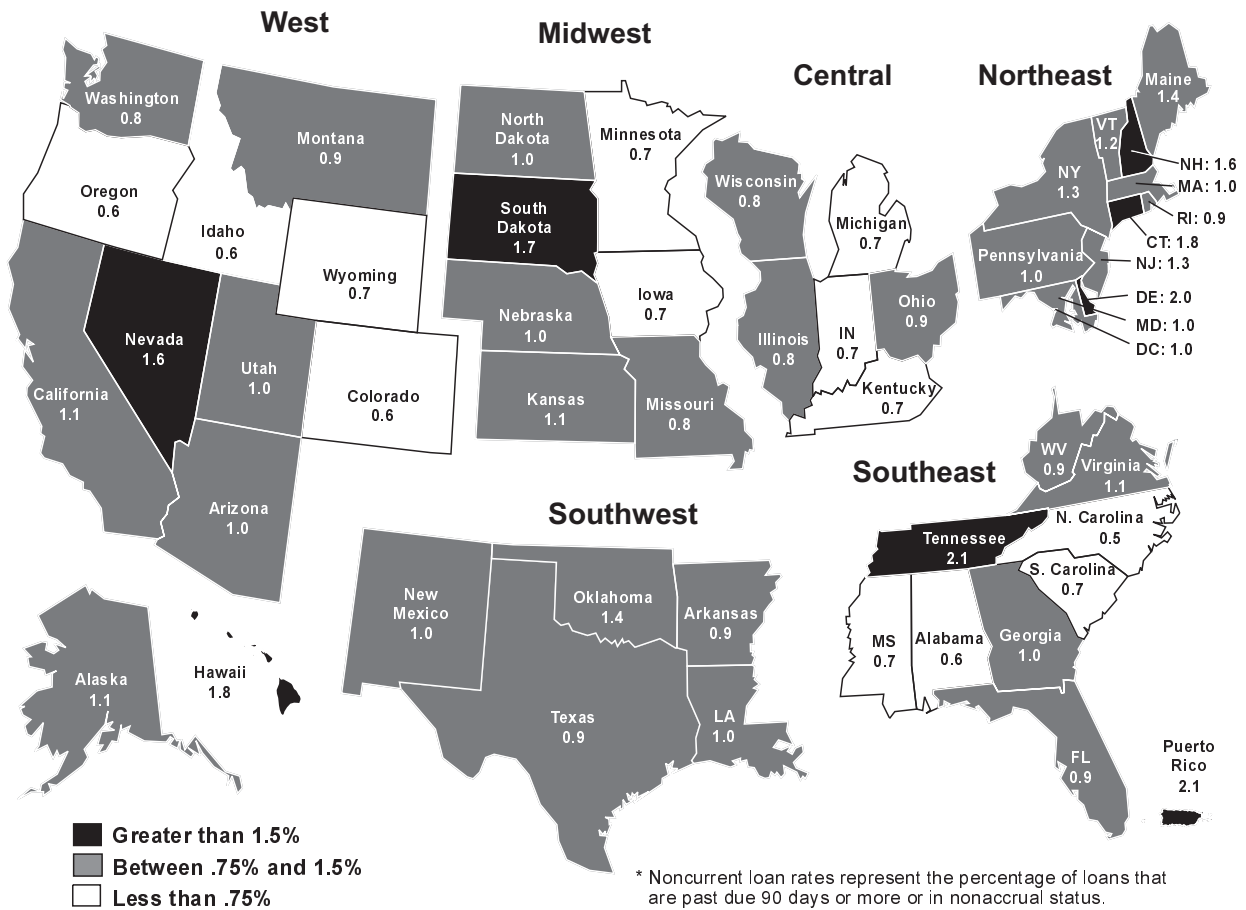 West
Washington
0.8
Montana
0.9
Oregon
0.6
Idaho
0.6
Wyoming
0.7
Nevada
1.6
Utah
1.0
Colorado
0.6
California
1.1
Arizona
1.0
Alaska
1.1
Hawaii
1.8
Midwest
North
Dakota
1.0
Minnesota
0.7
South
Dakota
1.7
Nebraska
1.0
Iowa
0.7
Kansas
1.1
Missouri
0.8
Central
Wisconsin
0.8
Michigan
0.7
Illinois
0.8
IN
0.7
Ohio
0.9
Kentucky
0.7
Northeast
Maine
1.4
VT
1.2
NY
1.3
Pennsylvania
1.0
NH: 1.6
MA: 1.0
RI: 0.9
CT: 1.8
NJ: 1.3
DE: 2.0
MD: 1.0
DC: 1.0
Southwest
New
Mexico
1.0
Oklahoma
1.4
Arkansas
0.9
Texas
0.9
LA
1.0
Southeast
WV
0.9
Virginia
1.1
Tennessee
2.1
N. Carolina
0.5
S. Carolina
0.7
MS
0.7
Alabama
0.6
Georgia
1.0
FL
0.9
Puerto
Rico
2.1
Greater than 1.5%
Between .75% and 1.5%
Less than .75%
* Noncurrent loan rates represent the percentage of loans that
are past due 90 days or more or in nonaccrual status.